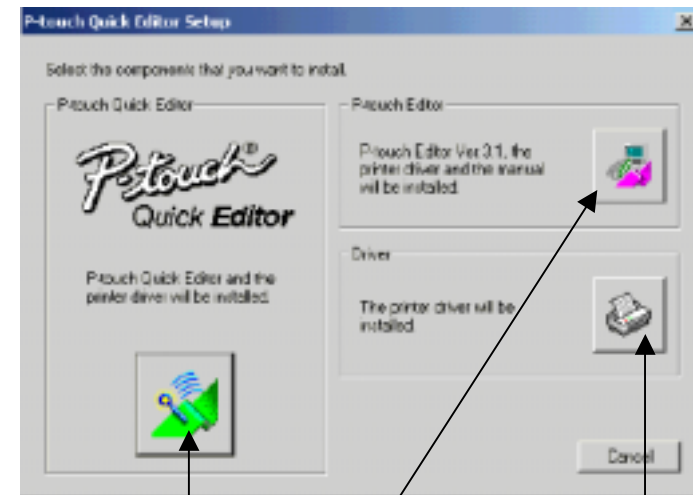 P-touch Quick Editor Setup
Select the components that you want to install.
P-touch Quick Editor
P-touch®
Quick Editor
P-touch Quick Editor and the
printer driver will be installed.
P-touch Editor
P-touch Editor Ver 3.1, the
printer driver and the manual
will be installed.
Driver
The printer driver will be
installed.
Cancel